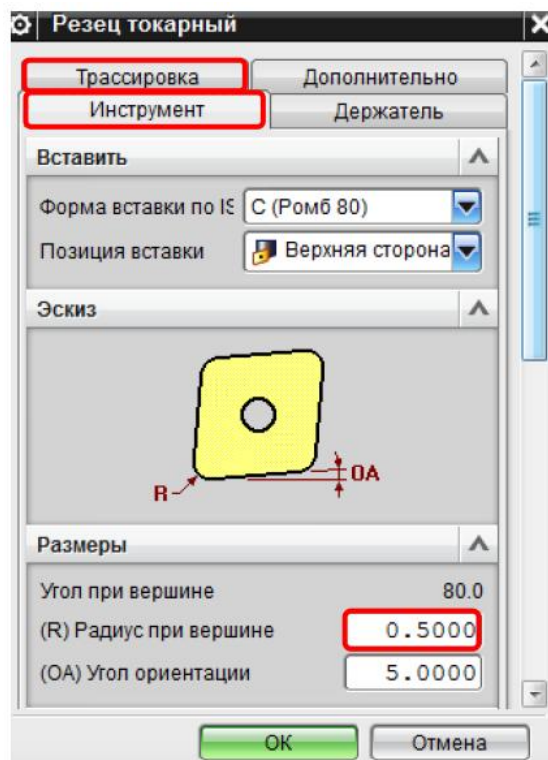 Резец токарный
Трассировка Дополнительно
Инструмент Держатель
Вставить
Форма вставки по IS C (Ромб 80)
Позиция вставки Верхняя сторона
Эскиз
R OA
Размеры
Угол при вершине 80.0
(R) Радиус при вершине 0.5000
(OA) Угол ориентации 5.0000
ОК Отмена